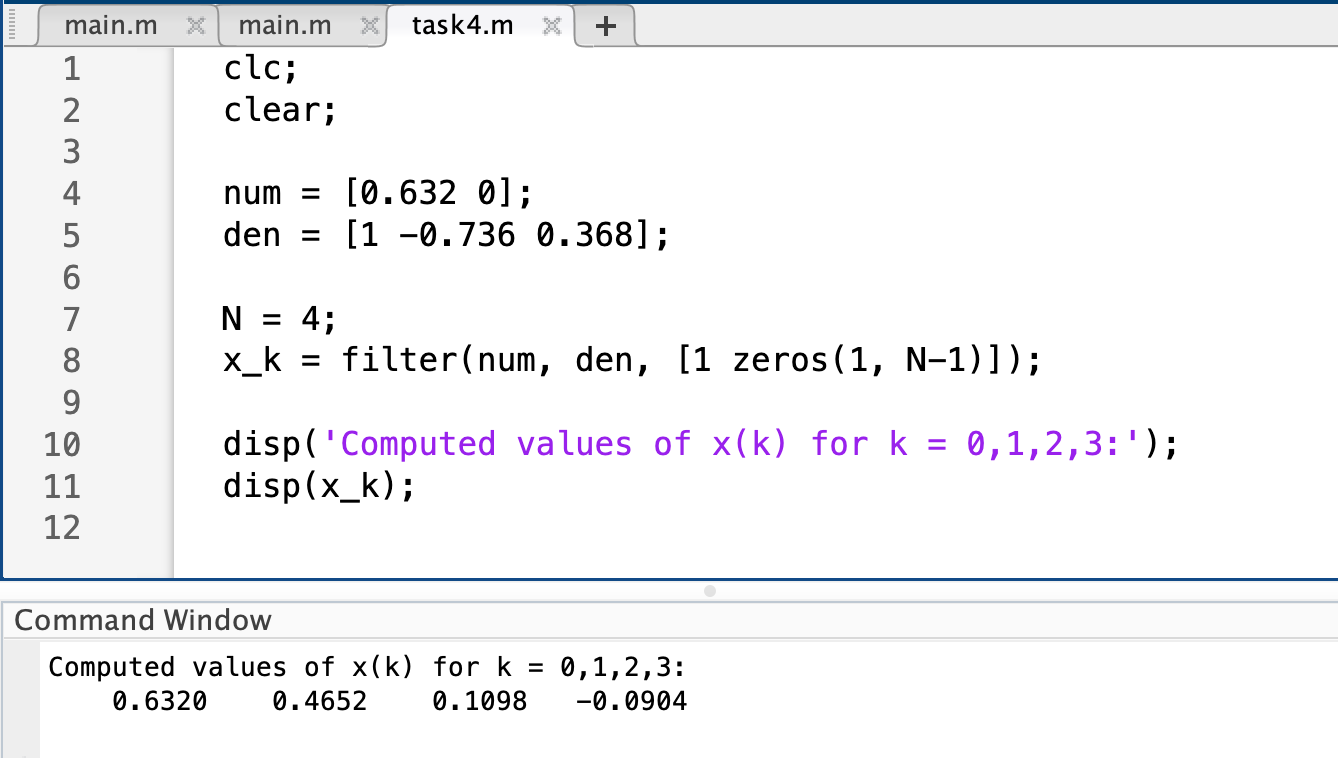 main.m main.m task4.m +
1 clc;
2 clear;
3
4 num = [0.632 0];
5 den = [1 -0.736 0.368];
6
7 N = 4;
8 x_k = filter(num, den, [1 zeros(1, N-1)]);
9
10 disp('Computed values of x(k) for k = 0,1,2,3:');
11 disp(x_k);
12
Command Window
Computed values of x(k) for k = 0,1,2,3:
0.6320 0.4652 0.1098 -0.0904